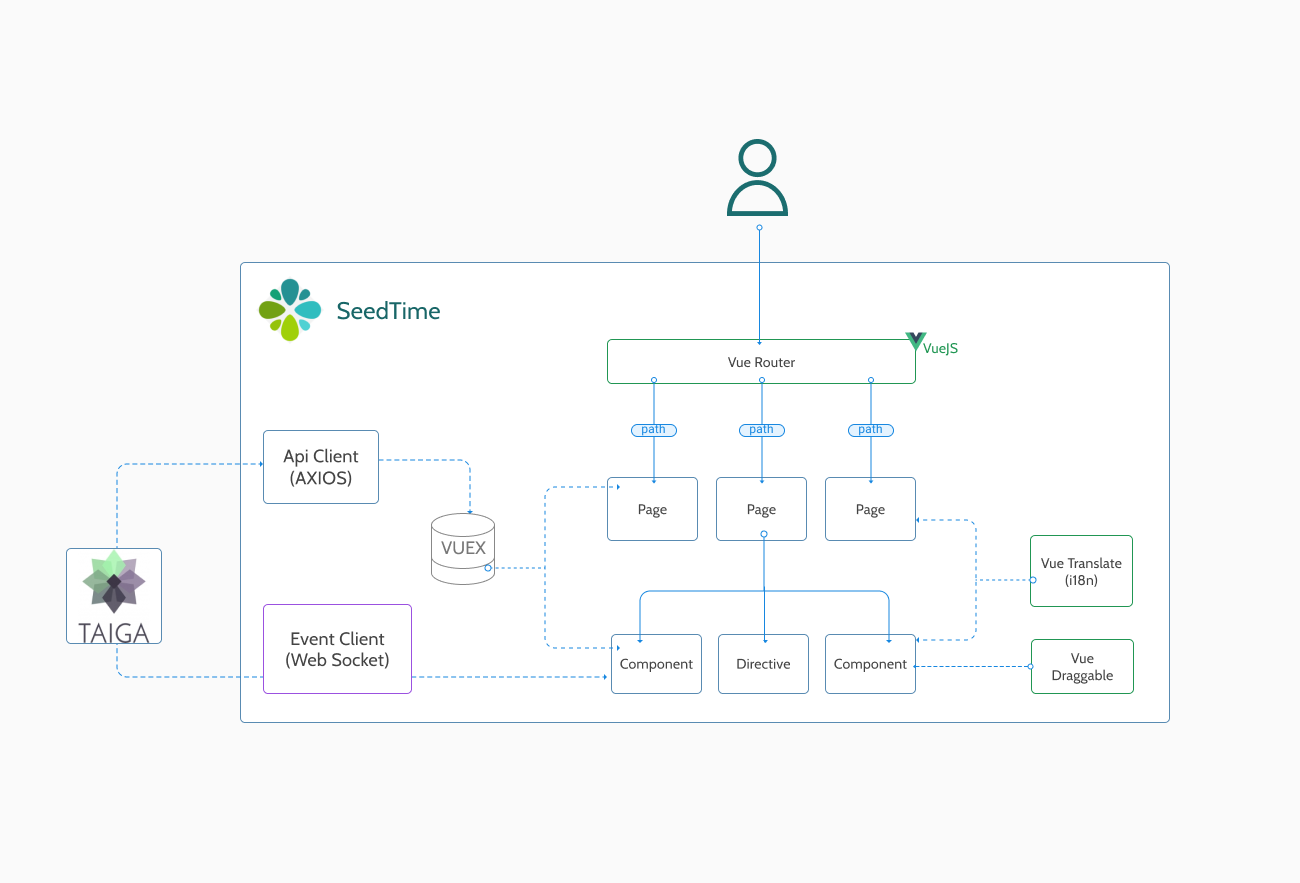 SeedTime
Vue Router
VueJS
path
path
path
Api Client
(AXIOS)
Page
Page
Page
VUEX
Vue Translate
(i18n)
TAIGA
Event Client
(Web Socket)
Component
Directive
Component
Vue
Draggable